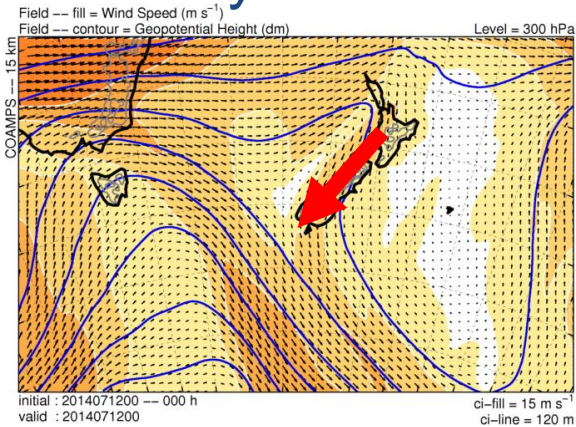 Field −− fill = Wind Speed (m s⁻¹)
Field −− contour = Geopotential Height (dm)
Level = 300 hPa
COAMPS −− 15 km
initial : 2014071200 −− 000 h
valid : 2014071200
ci−fill = 15 m s⁻¹
ci−line = 120 m